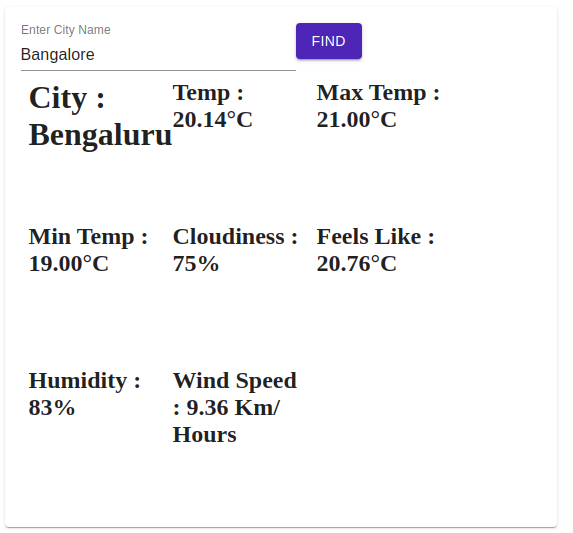 Enter City Name
Bangalore
FIND
City :
Bengaluru
Temp :
20.14°C
Max Temp :
21.00°C
Min Temp :
19.00°C
Cloudiness :
75%
Feels Like :
20.76°C
Humidity :
83%
Wind Speed
: 9.36 Km/
Hours